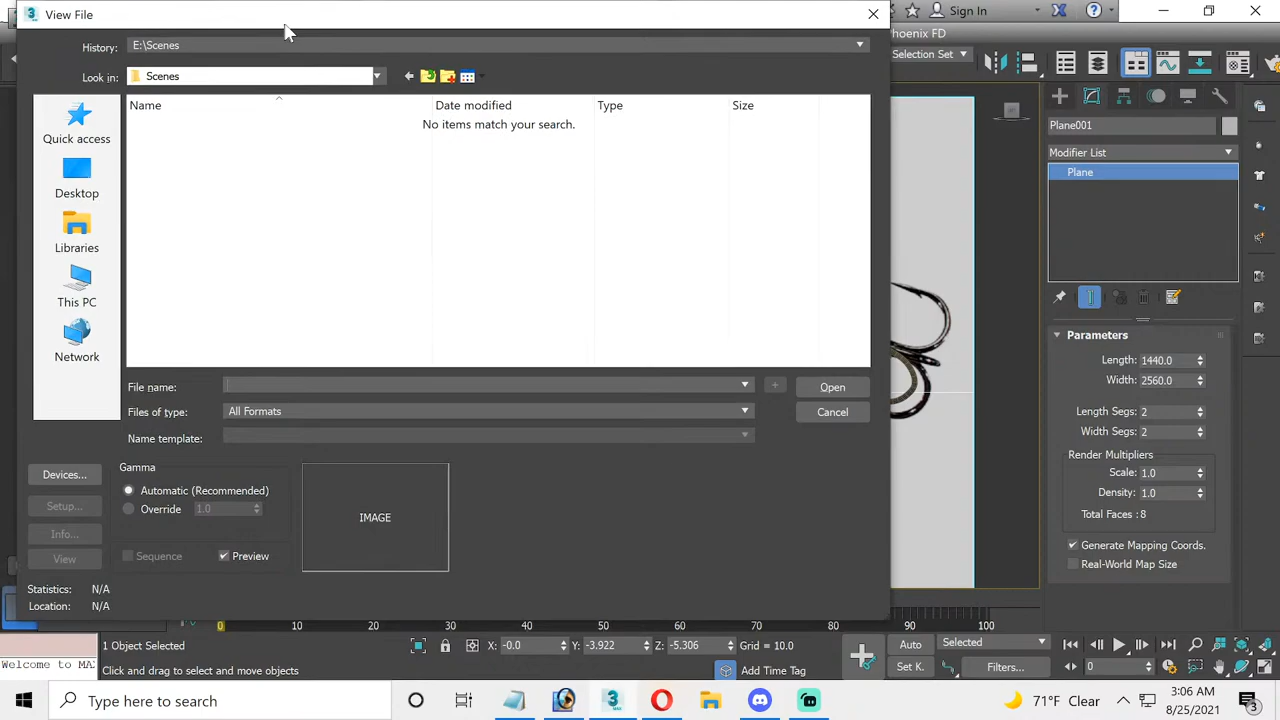 View File
Sign In
History: E:\Scenes
hoenix FD
Look in: Scenes
Selection Set
Name Date modified Type Size
No items match your search.
Quick access
Desktop
Libraries
This PC
Network
File name:
Open
Files of type: All Formats
Cancel
Name template:
Devices...
Gamma
Setup...
Automatic (Recommended)
Override 1.0
Info...
IMAGE
View
Sequence
Preview
Statistics: N/A
Location: N/A
Plane001
Modifier List
Plane
Parameters
Length: 1440.0
Width: 2560.0
Length Segs: 2
Width Segs: 2
Render Multipliers
Scale: 1.0
Density: 1.0
Total Faces : 8
Generate Mapping Coords.
Real-World Map Size
0 10 20 30 40 50 60 70 80 90 100
1 Object Selected
X: -0.0 Y: -3.922 Z: -5.306 Grid = 10.0
Auto
Selected
Welcome to MA
Click and drag to select and move objects
Add Time Tag
Set K.
Filters...
0
Type here to search
71°F Clear
3:06 AM
8/25/2021
3